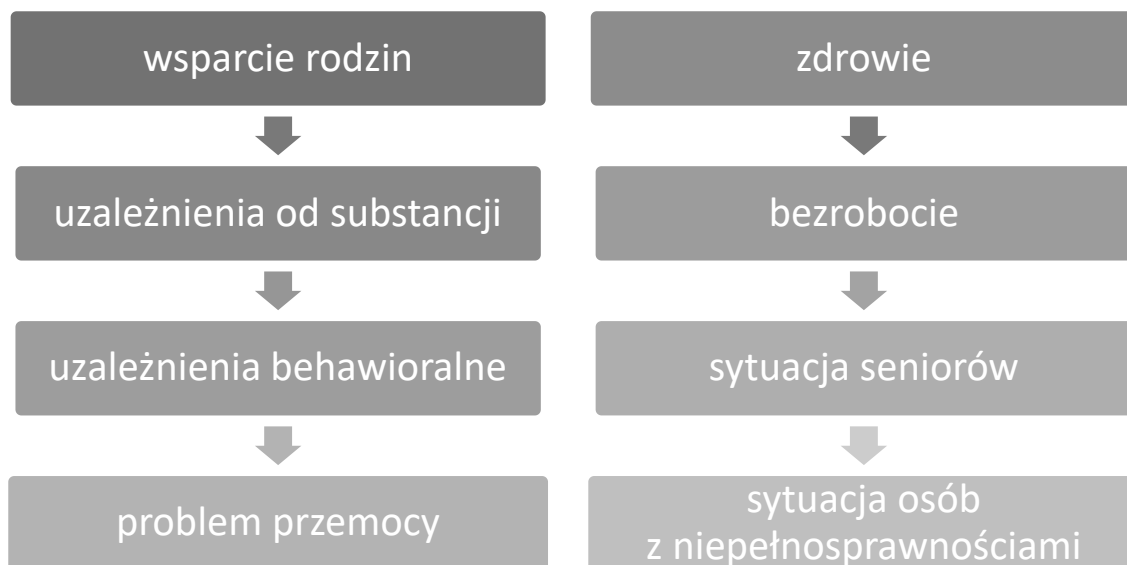 wsparcie rodzin
uzależnienia od substancji
uzależnienia behawioralne
problem przemocy
zdrowie
bezrobocie
sytuacja seniorów
sytuacja osób
z niepełnosprawnościami